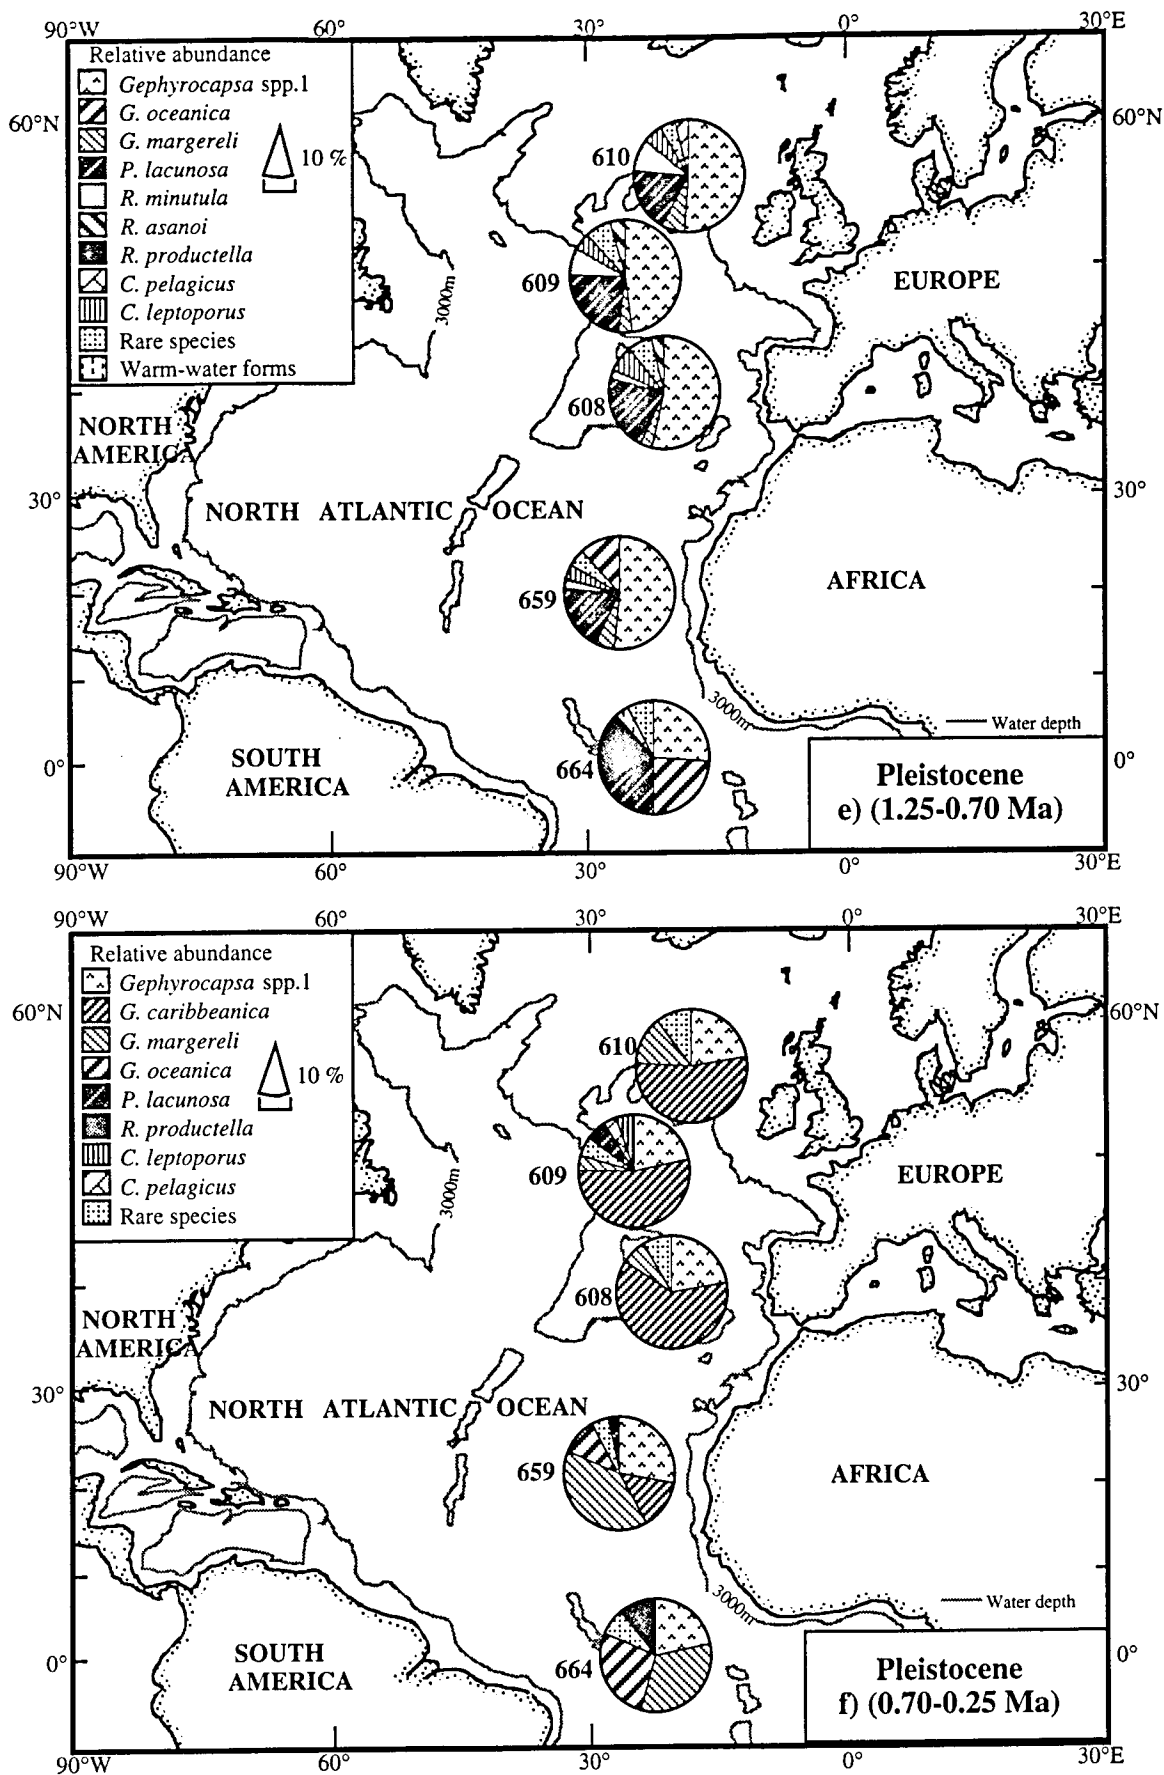 90°W 60° 30° 0° 30°E
Relative abundance
Gephyrocapsa spp.1
G. oceanica
G. margereli
P. lacunosa
R. minutula
R. asanoi
R. productella
C. pelagicus
C. leptoporus
Rare species
Warm-water forms
10 %
60°N 60°N
610
609
3000m
EUROPE
608
NORTH
AMERICA
30° 30°
NORTH ATLANTIC OCEAN
659
AFRICA
3000m
Water depth
SOUTH
AMERICA
664
0° 0°
Pleistocene
e) (1.25-0.70 Ma)
90°W 60° 30° 0° 30°E
90°W 60° 30° 0° 30°E
Relative abundance
Gephyrocapsa spp.1
G. caribbeanica
G. margereli
G. oceanica
P. lacunosa
R. productella
C. leptoporus
C. pelagicus
Rare species
10 %
60°N 60°N
610
609
3000m
EUROPE
608
NORTH
AMERICA
30° 30°
NORTH ATLANTIC OCEAN
659
AFRICA
3000m
Water depth
SOUTH
AMERICA
664
0° 0°
Pleistocene
f) (0.70-0.25 Ma)
90°W 60° 30° 0° 30°E